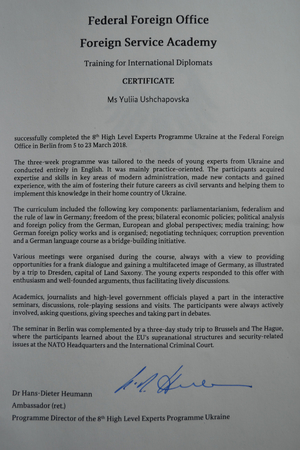 Federal Foreign Office
Foreign Service Academy
Training for International Diplomats
CERTIFICATE
Ms Yuliia Ushchapovska
successfully completed the 8th High Level Experts Programme Ukraine at the Federal Foreign
Office in Berlin from 5 to 23 March 2018.
The three-week programme was tailored to the needs of young experts from Ukraine and
conducted entirely in English. It was mainly practice-oriented. The participants acquired
expertise and skills in key areas of modern administration, made new contacts and gained
experience, with the aim of fostering their future careers as civil servants and helping them to
implement this knowledge in their home country of Ukraine.
The curriculum included the following key components: parliamentarianism, federalism and
the rule of law in Germany; freedom of the press; bilateral economic policies; political analysis
and foreign policy from the German, European and global perspectives; media training; how
German foreign policy works and is organised; negotiating techniques; corruption prevention
and a German language course as a bridge-building initiative.
Various meetings were organised during the course, always with a view to providing
opportunities for a frank dialogue and gaining a multifaceted image of Germany, as illustrated
by a trip to Dresden, capital of Land Saxony. The young experts responded to this offer with
enthusiasm and well-founded arguments, thus facilitating lively discussions.
Academics, journalists and high-level government officials played a part in the interactive
seminars, discussions, role-playing sessions and visits. The participants were always actively
involved, asking questions, giving speeches and taking part in debates.
The seminar in Berlin was complemented by a three-day study trip to Brussels and The Hague,
where the participants learned about the EU's supranational structures and security-related
issues at the NATO Headquarters and the International Criminal Court.
Dr Hans-Dieter Heumann
Ambassador (ret.)
Programme Director of the 8th High Level Experts Programme Ukraine